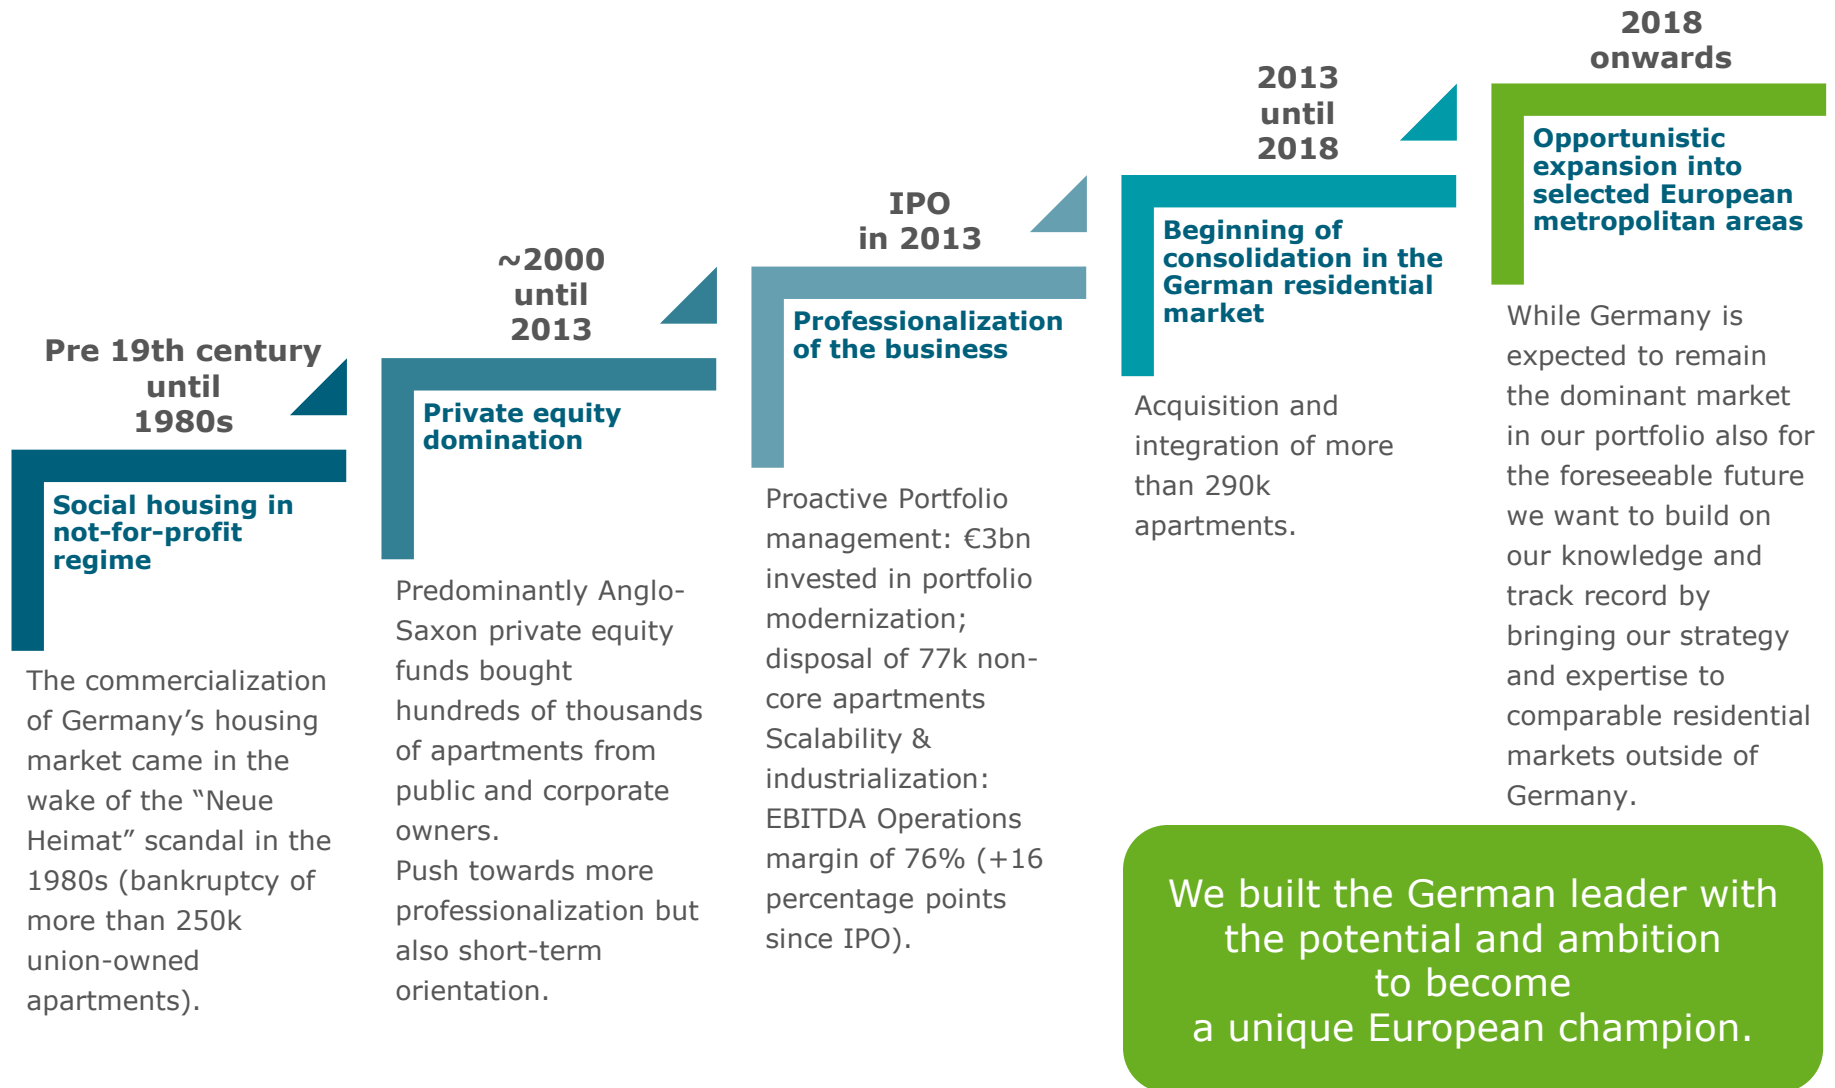 Pre 19th century
until
1980s
Social housing in
not-for-profit
regime
The commercialization
of Germany’s housing
market came in the
wake of the “Neue
Heimat” scandal in the
1980s (bankruptcy of
more than 250k
union-owned
apartments).
~2000
until
2013
Private equity
domination
Predominantly Anglo-
Saxon private equity
funds bought
hundreds of thousands
of apartments from
public and corporate
owners.
Push towards more
professionalization but
also short-term
orientation.
IPO
in 2013
Professionalization
of the business
Proactive Portfolio
management: €3bn
invested in portfolio
modernization;
disposal of 77k non-
core apartments
Scalability &
industrialization:
EBITDA Operations
margin of 76% (+16
percentage points
since IPO).
2013
until
2018
Beginning of
consolidation in the
German residential
market
Acquisition and
integration of more
than 290k
apartments.
2018
onwards
Opportunistic
expansion into
selected European
metropolitan areas
While Germany is
expected to remain
the dominant market
in our portfolio also for
the foreseeable future
we want to build on
our knowledge and
track record by
bringing our strategy
and expertise to
comparable residential
markets outside of
Germany.
We built the German leader with
the potential and ambition
to become
a unique European champion.